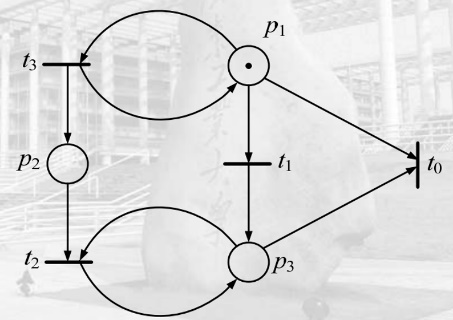 p₁
t₃
p₂
t₁
t₀
t₂
p₃